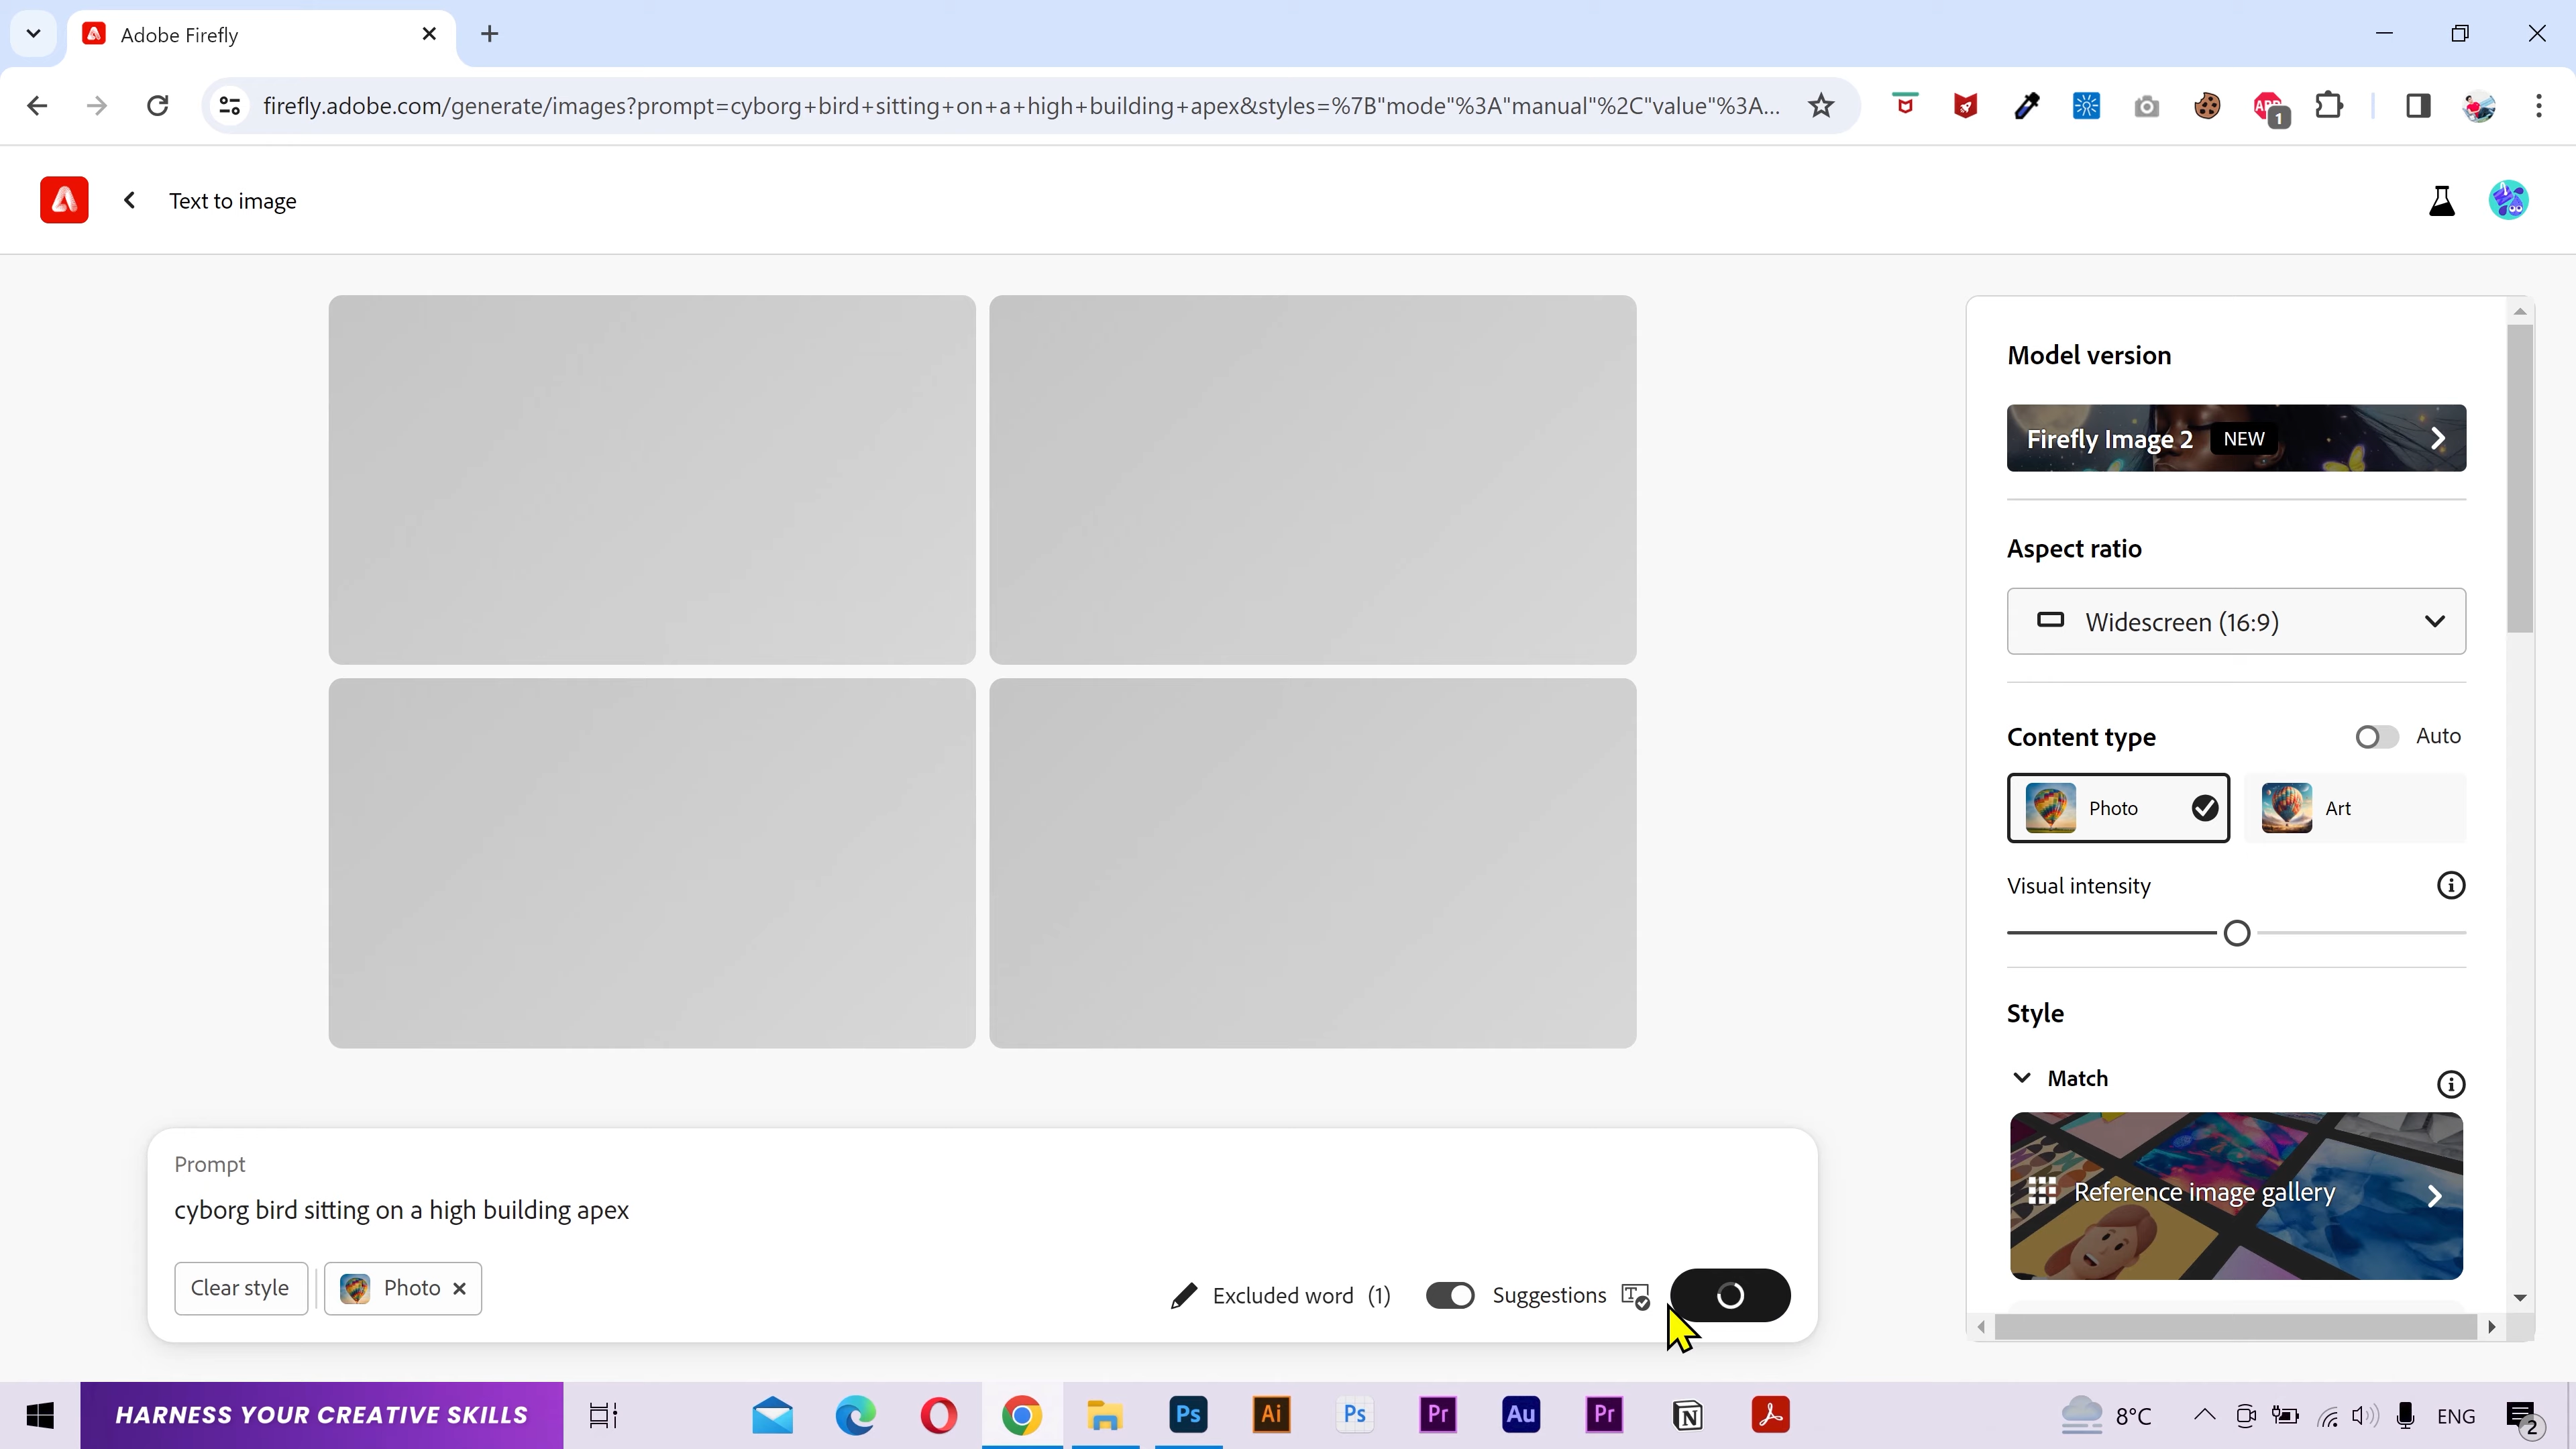 Adobe Firefly
firefly.adobe.com/generate/images?prompt=cyborg+bird+sitting+on+a+high+building+apex&styles=%7B"mode"%3A"manual"%2C"value"%3A...
ABP
1
Text to image
Model version
Firefly Image 2 NEW
Aspect ratio
Widescreen (16:9)
Content type
Auto
Photo
Art
Visual intensity
Style
Match
Reference image gallery
Prompt
cyborg bird sitting on a high building apex
Clear style
Photo
Excluded word (1)
Suggestions
HARNESS YOUR CREATIVE SKILLS
Ps
Ai
Ps
Pr
Au
Pr
N
8°C
ENG
2